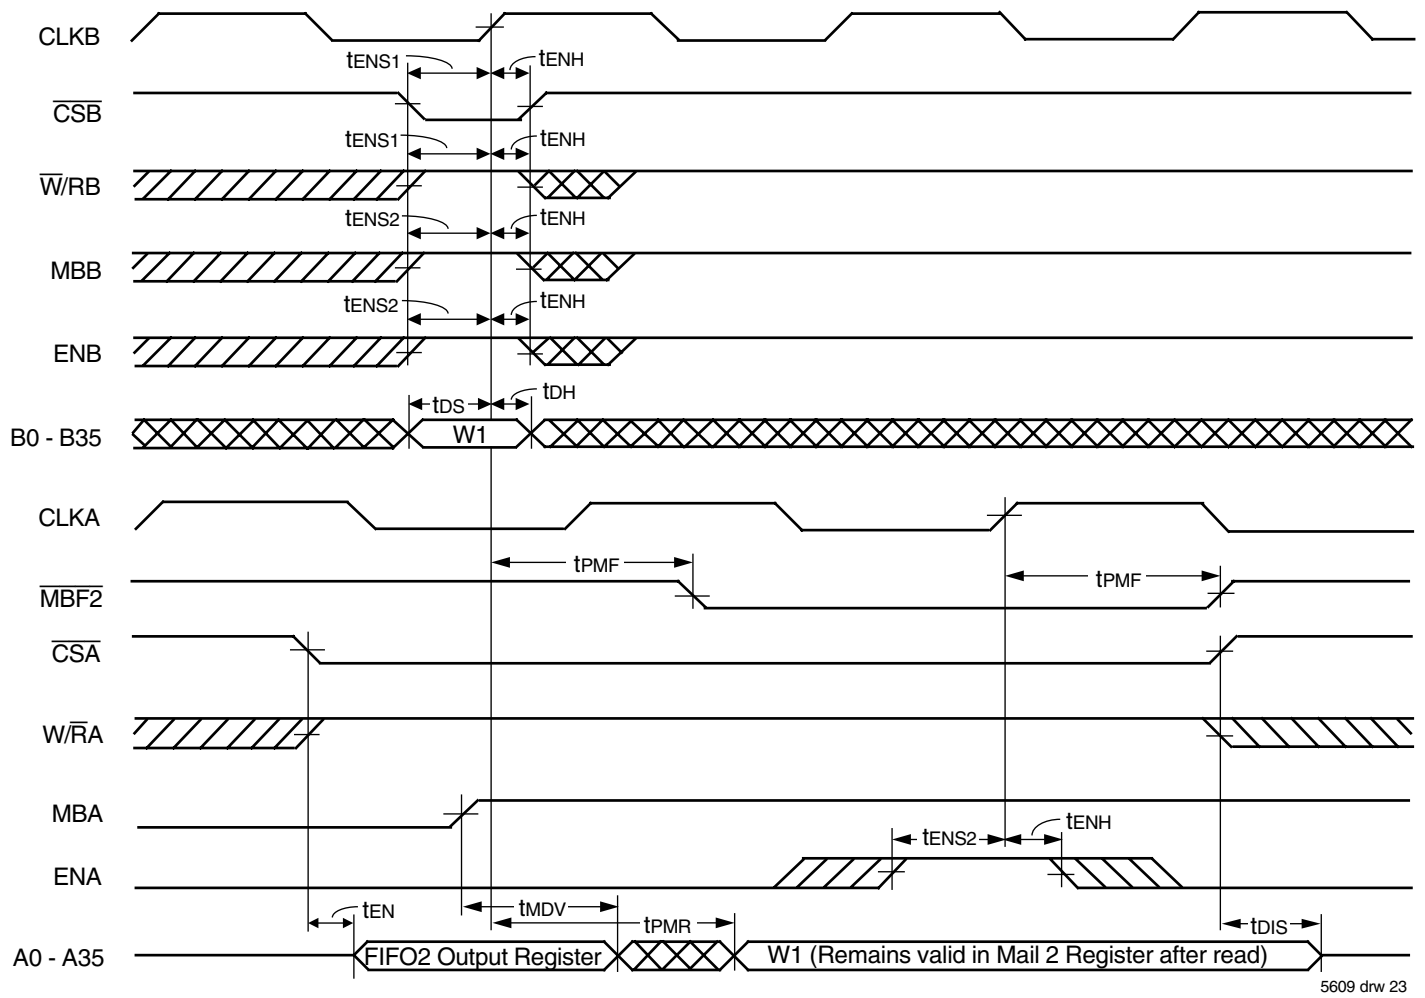 CLKB
tENS1 tENH
CSB
tENS1 tENH
W/RB
tENS2 tENH
MBB
tENS2 tENH
ENB
tDS tDH
B0 - B35 W1
CLKA
tPMF tPMF
MBF2
CSA
W/RA
MBA
tENS2 tENH
ENA
tEN tMDV tPMR tDIS
A0 - A35 FIFO2 Output Register W1 (Remains valid in Mail 2 Register after read)
5609 drw 23